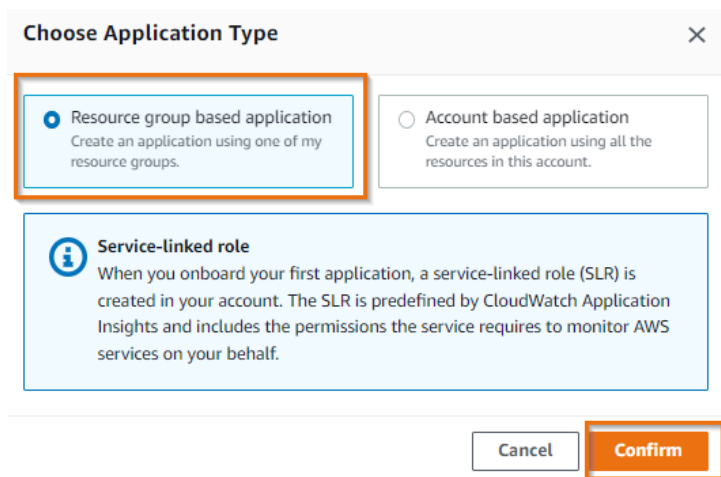 Choose Application Type
Resource group based application
Create an application using one of my
resource groups.
Account based application
Create an application using all the
resources in this account.
Service-linked role
When you onboard your first application, a service-linked role (SLR) is
created in your account. The SLR is predefined by CloudWatch Application
Insights and includes the permissions the service requires to monitor AWS
services on your behalf.
Cancel
Confirm